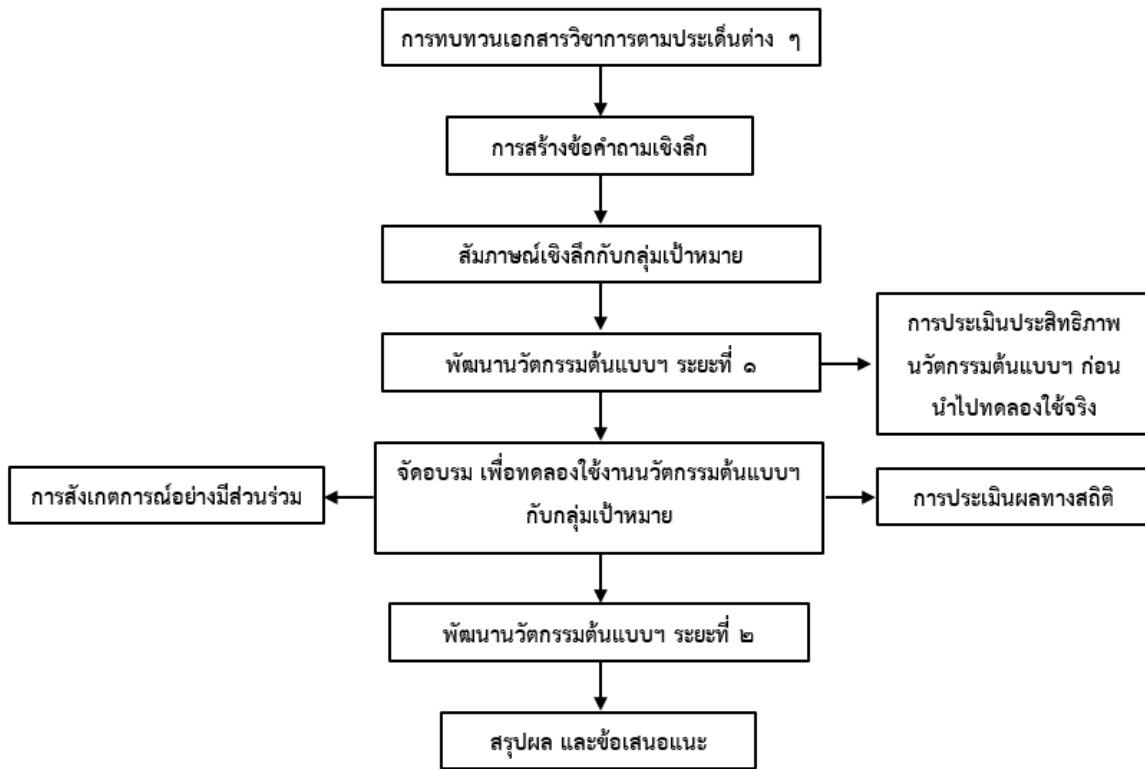 การทบทวนเอกสารวิชาการตามประเด็นต่าง ๆ
การสร้างข้อคำถามเชิงลึก
สัมภาษณ์เชิงลึกกับกลุ่มเป้าหมาย
พัฒนานวัตกรรมต้นแบบฯ ระยะที่ ๑
การประเมินประสิทธิภาพ
นวัตกรรมต้นแบบฯ ก่อน
นำไปทดลองใช้จริง
การสังเกตการณ์อย่างมีส่วนร่วม
จัดอบรม เพื่อทดลองใช้งานนวัตกรรมต้นแบบฯ
กับกลุ่มเป้าหมาย
การประเมินผลทางสถิติ
พัฒนานวัตกรรมต้นแบบฯ ระยะที่ ๒
สรุปผล และข้อเสนอแนะ